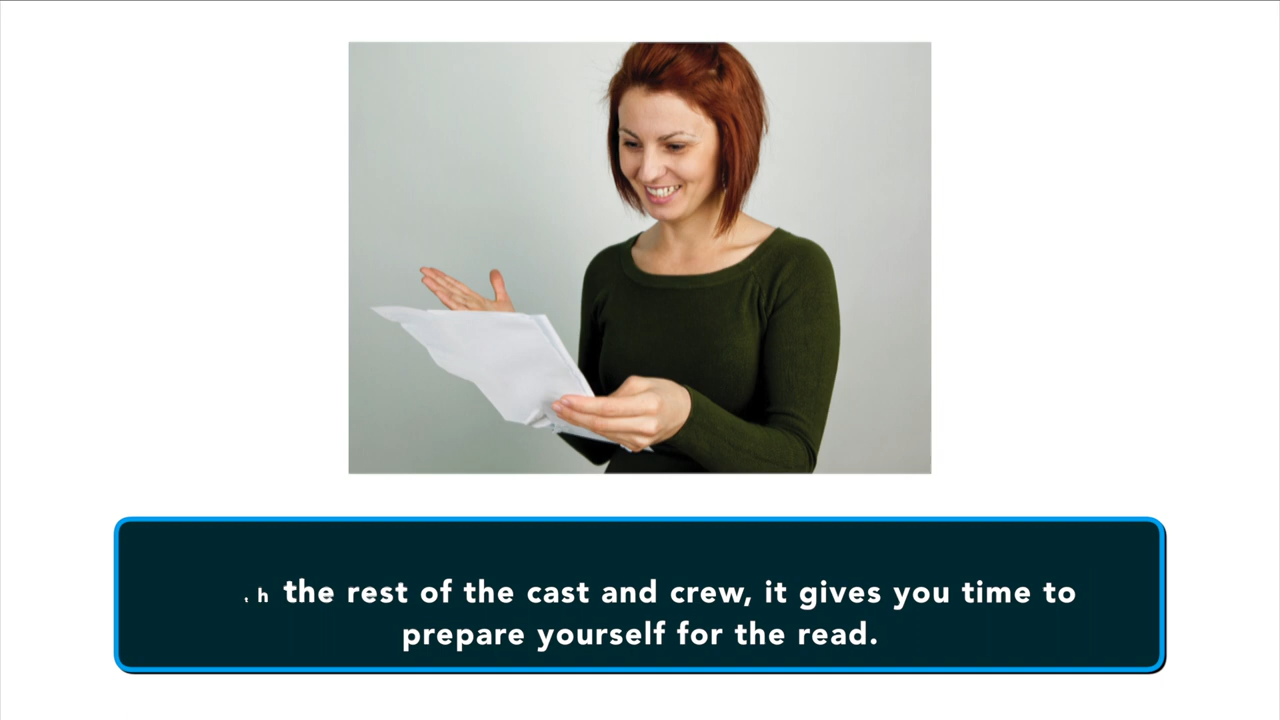 the rest of the cast and crew, it gives you time to
prepare yourself for the read.